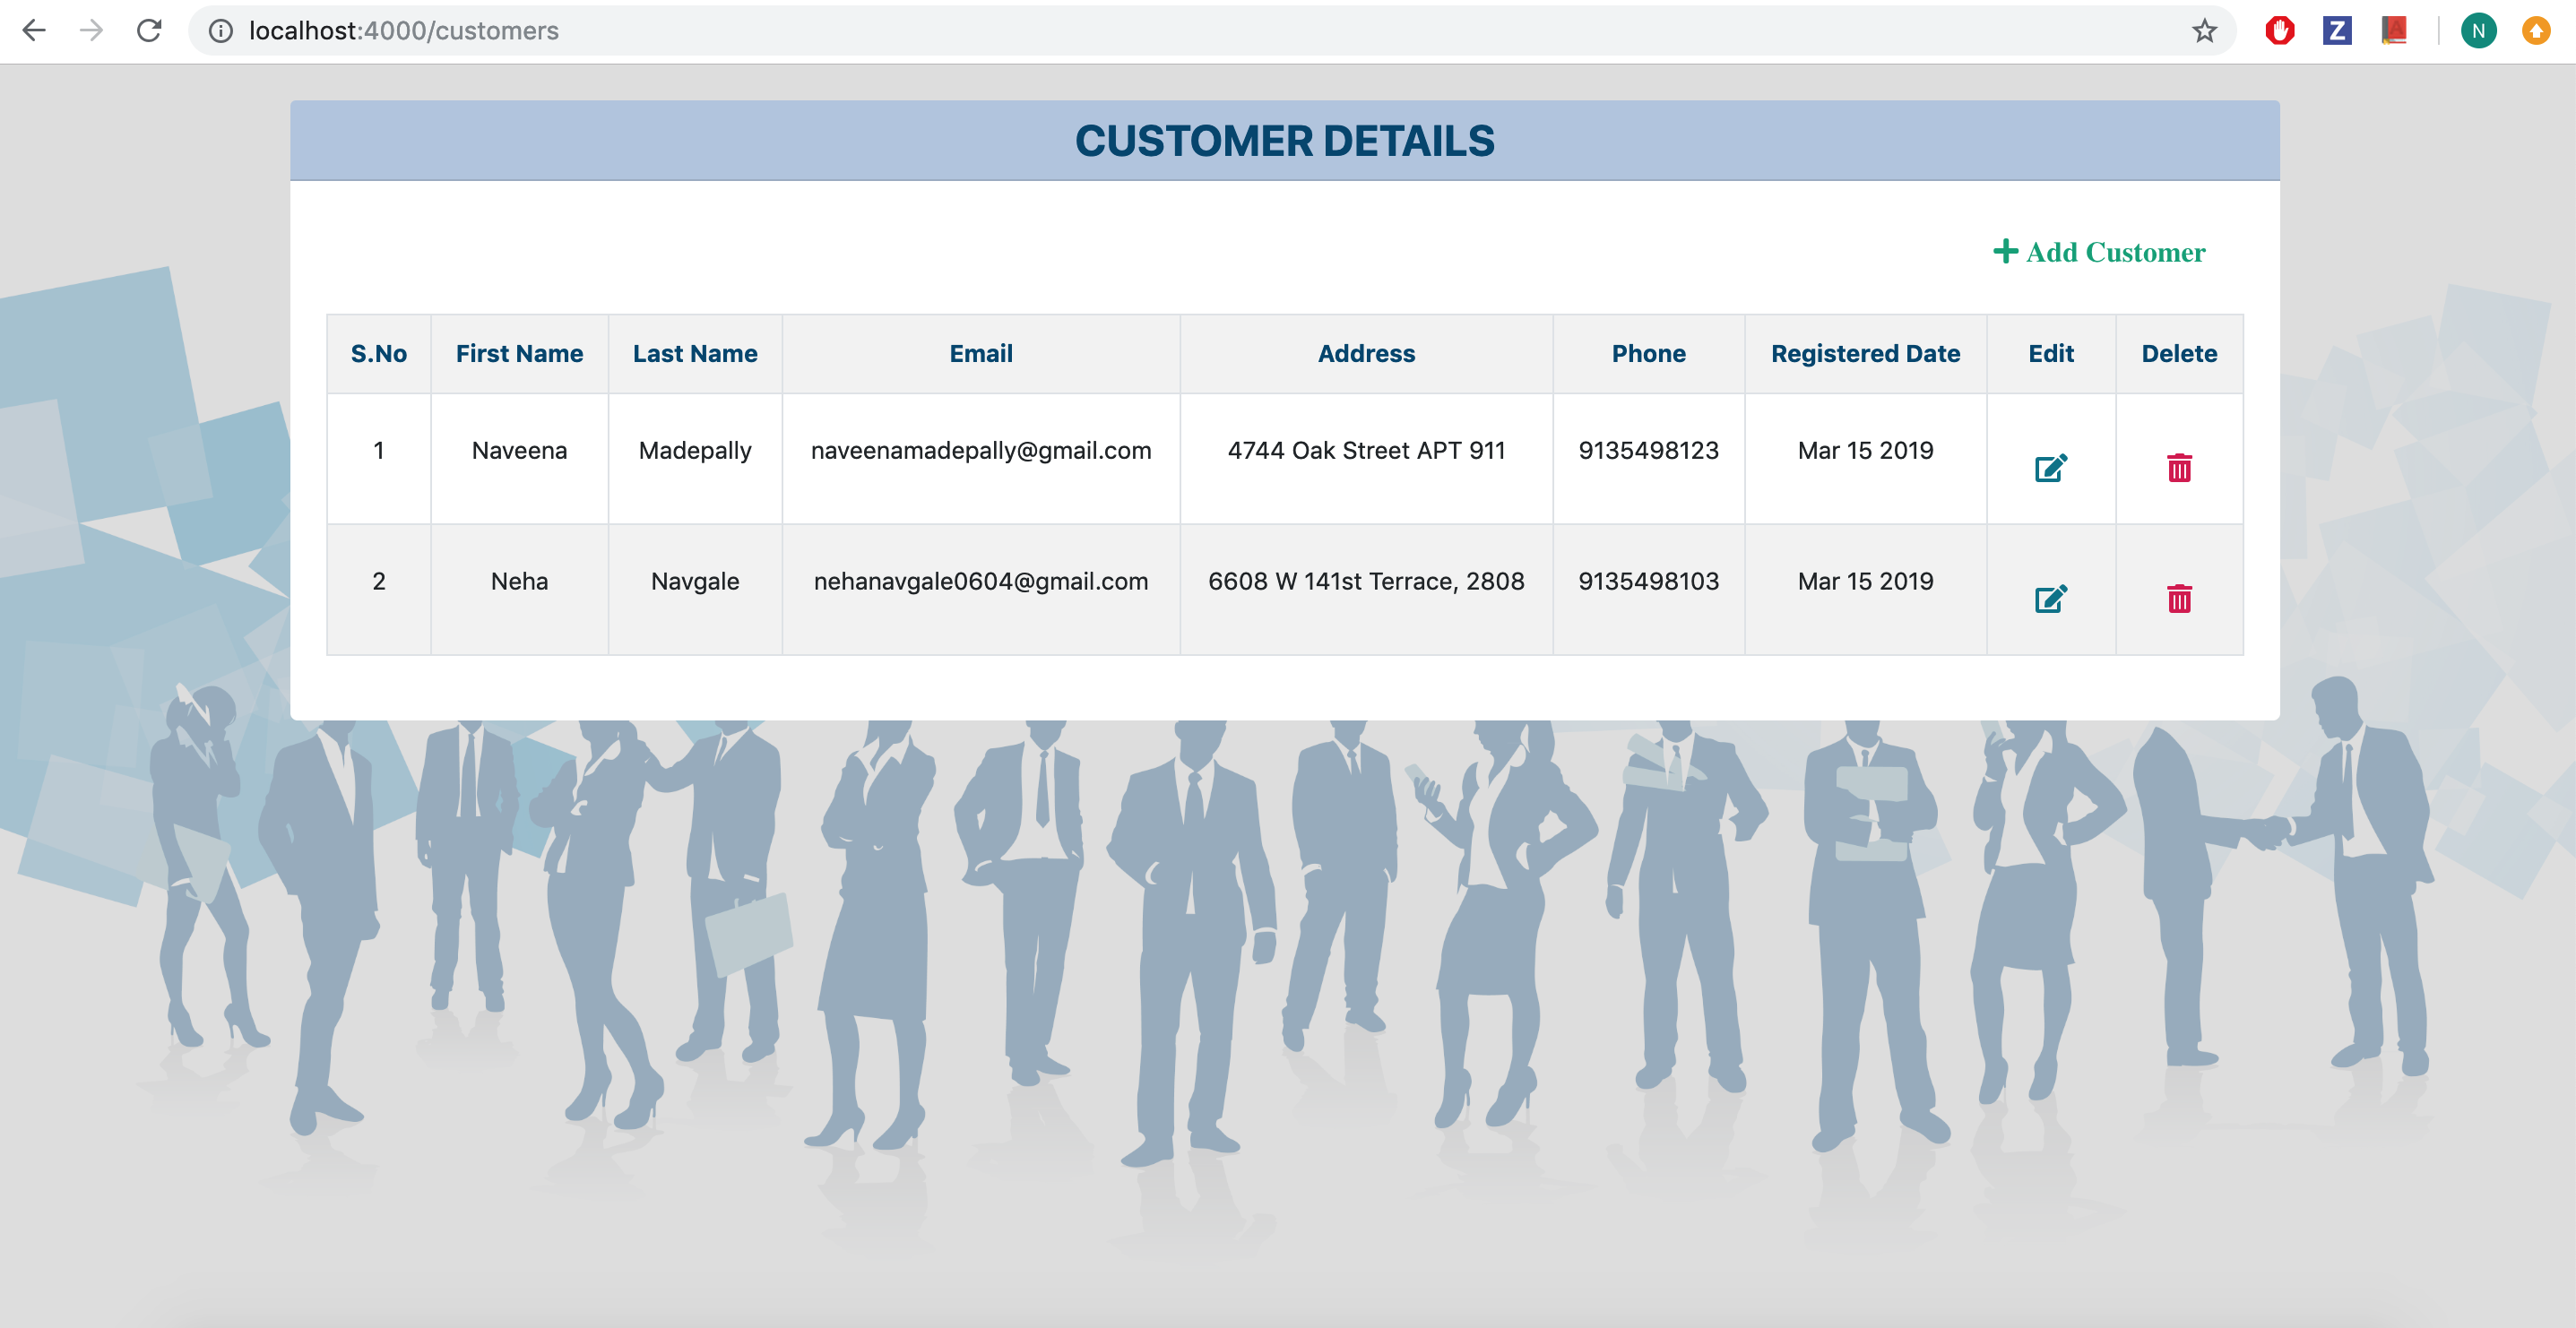 localhost:4000/customers
Z
A
N
CUSTOMER DETAILS
Add Customer
S.No First Name Last Name Email Address Phone Registered Date Edit Delete
1 Naveena Madepally naveenamadepally@gmail.com 4744 Oak Street APT 911 9135498123 Mar 15 2019
2 Neha Navgale nehanavgale0604@gmail.com 6608 W 141st Terrace, 2808 9135498103 Mar 15 2019